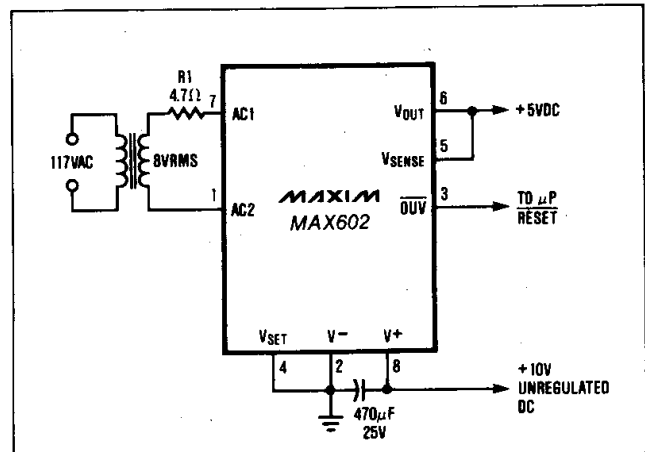 R1
4.7Ω
7
AC1
117VAC
8VRMS
1
AC2
MAXIM
MAX602
6
VOUT
+5VDC
5
VSENSE
OUV
3
TO µP
RESET
VSET
V−
V+
4
2
8
470µF
25V
+10V
UNREGULATED
DC